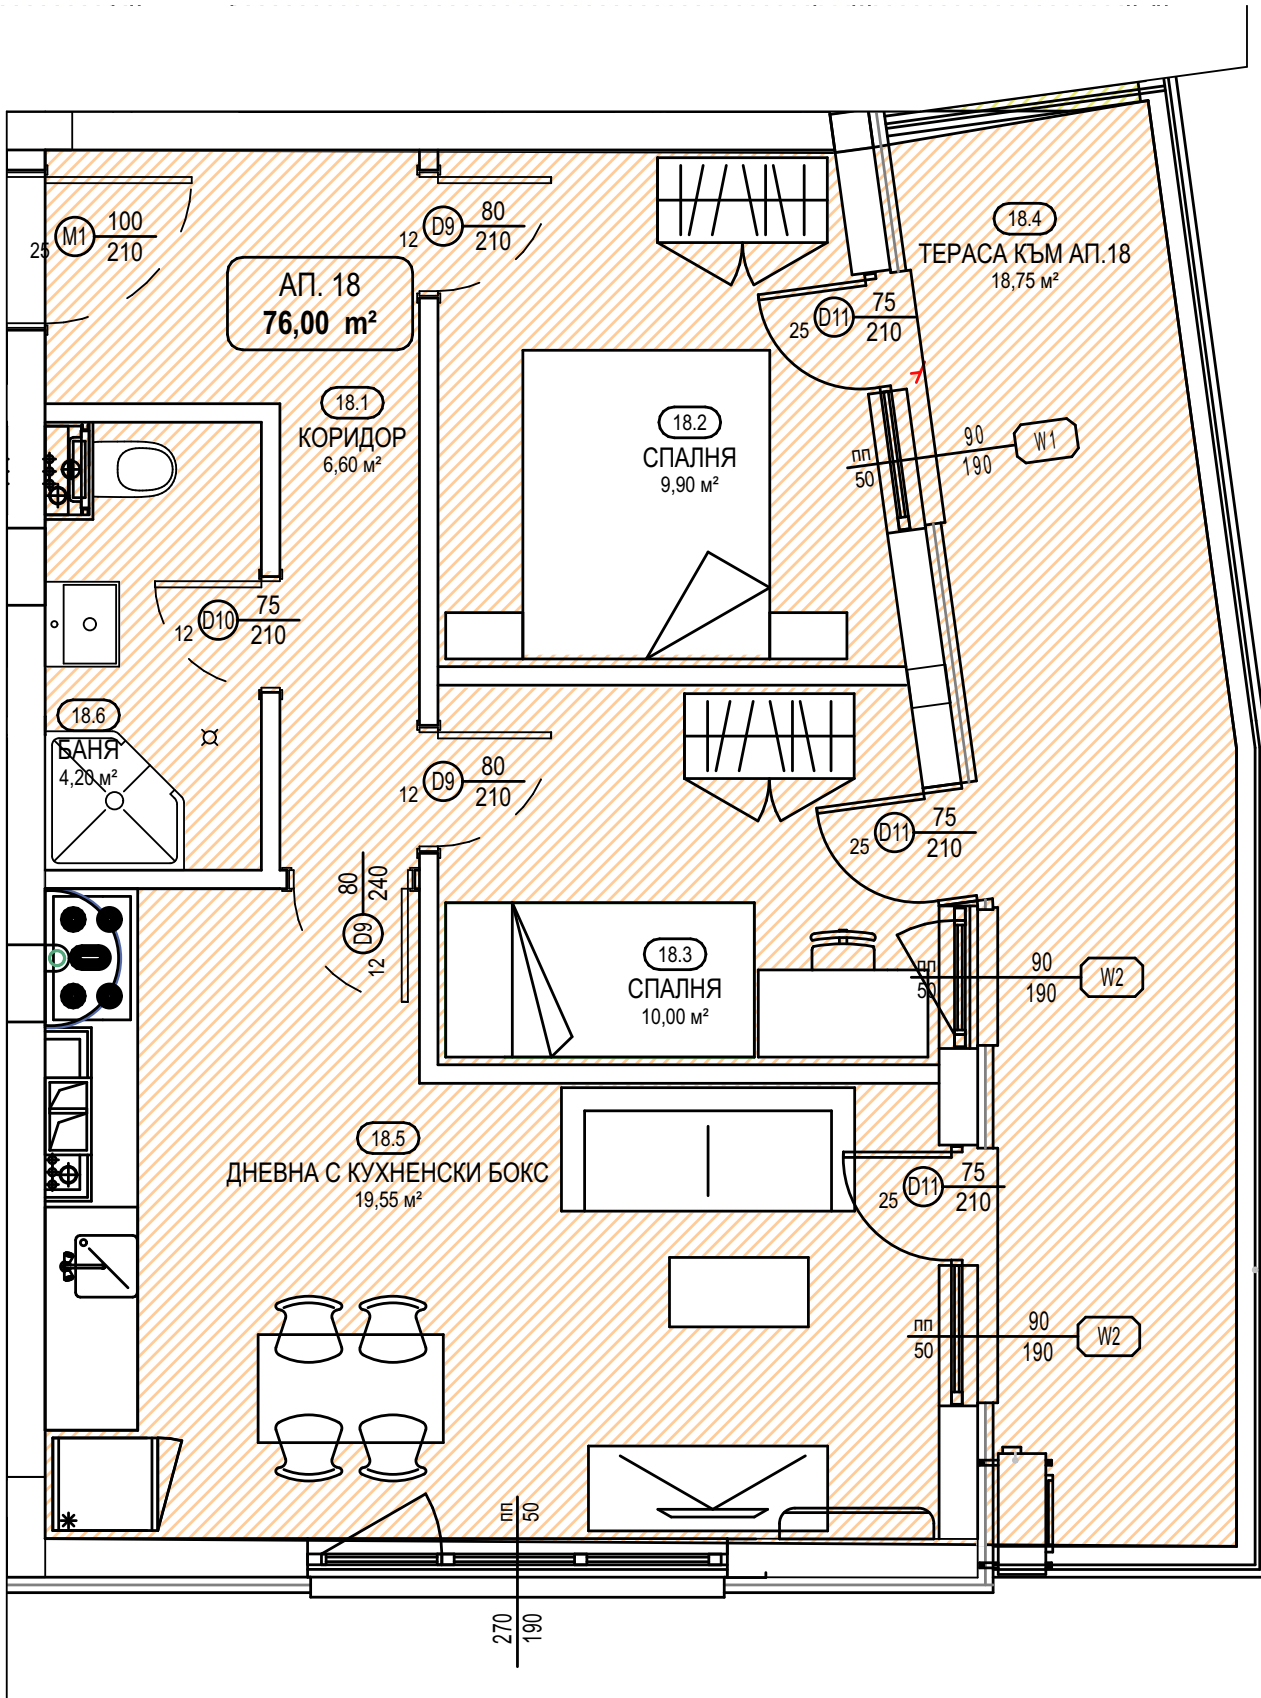 M1
100
210
25
D9
80
210
12
АП. 18
76,00 m²
18.4
ТЕРАСА КЪМ АП.18
18,75 м²
D11
75
210
25
18.1
КОРИДОР
6,60 м²
18.2
СПАЛНЯ
9,90 м²
пп
50
90
190
W1
D10
75
210
12
18.6
БАНЯ
4,20 м²
D9
80
210
12
D11
75
210
25
D9
80
240
12
18.3
СПАЛНЯ
10,00 м²
пп
50
90
190
W2
18.5
ДНЕВНА С КУХНЕНСКИ БОКС
19,55 м²
D11
75
210
25
пп
50
90
190
W2
пп
50
270
190